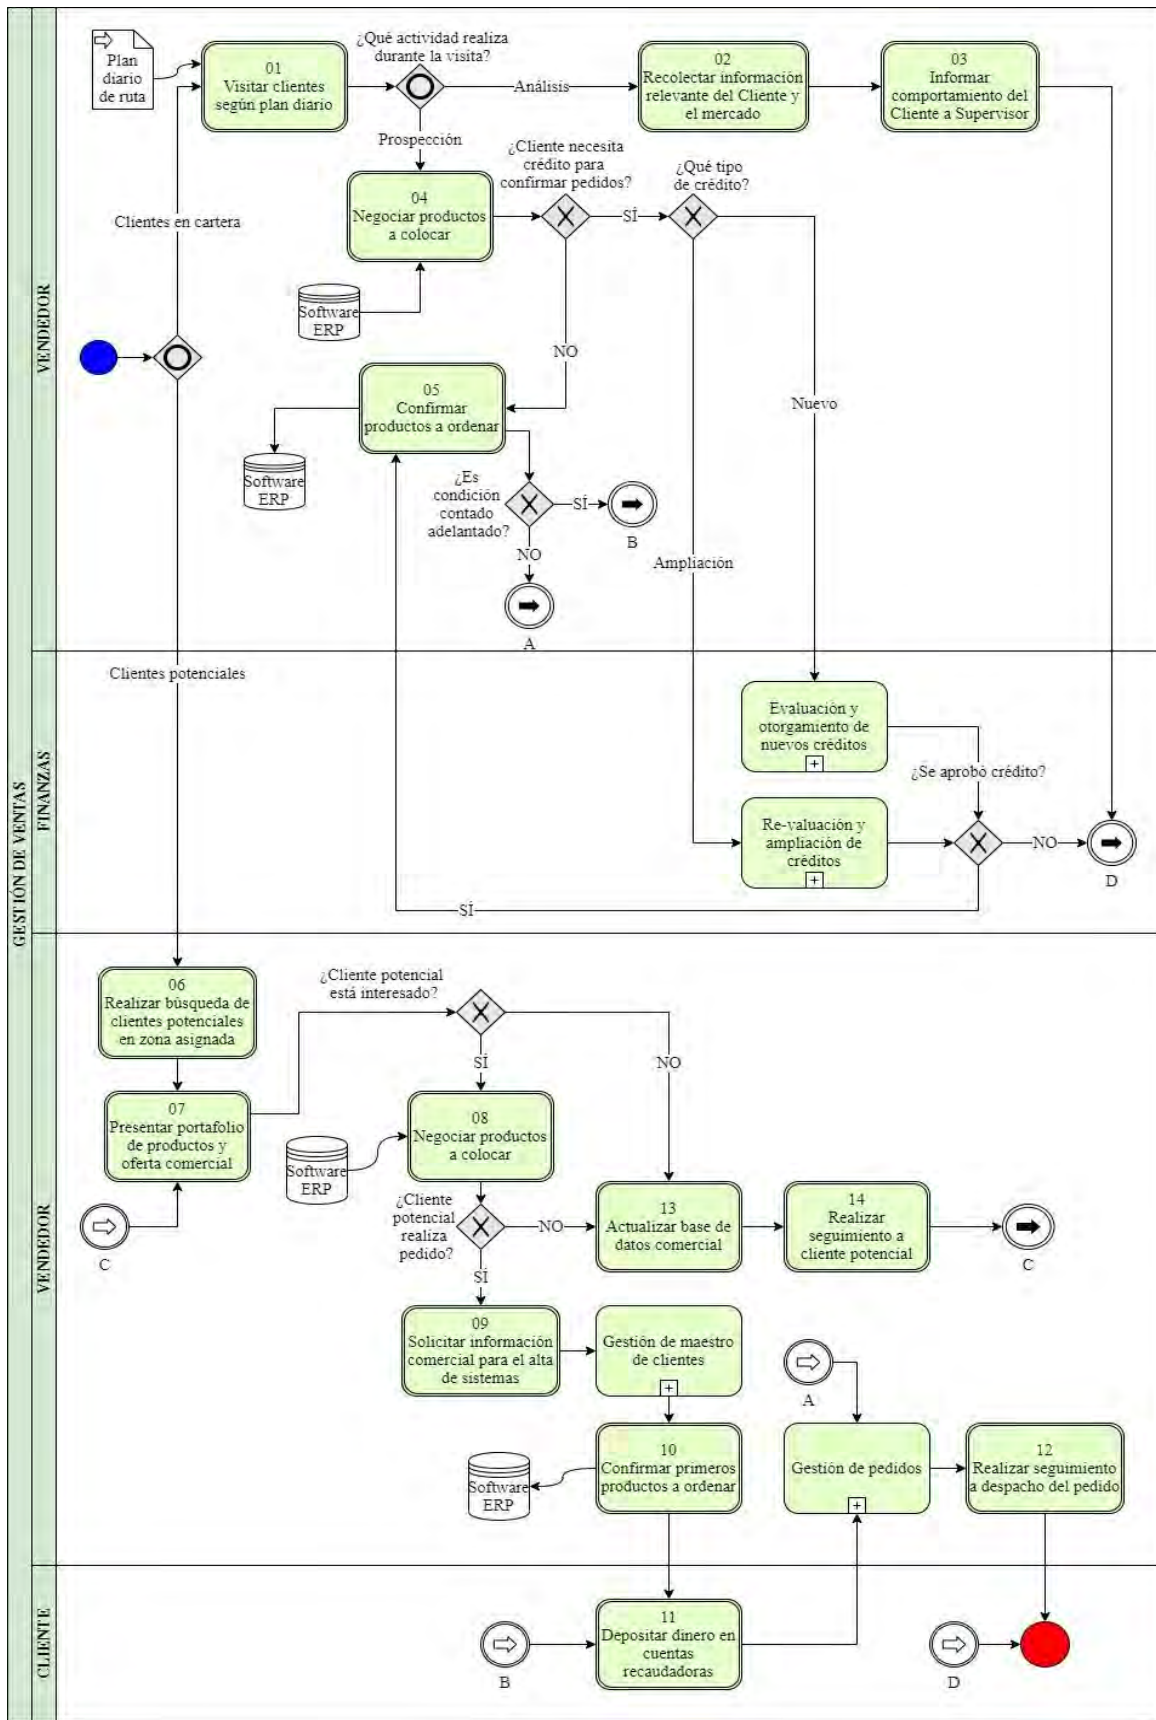 GESTIÓN DE VENTAS
VENDEDOR
Plan
diario
de ruta
01
Visitar clientes
según plan diario
¿Qué actividad realiza
durante la visita?
Análisis
02
Recolectar información
relevante del Cliente y
el mercado
03
Informar
comportamiento del
Cliente a Supervisor
Prospección
¿Cliente necesita
crédito para
confirmar pedidos?
¿Qué tipo
de crédito?
04
Negociar productos
a colocar
SÍ
Clientes en cartera
Software
ERP
NO
05
Confirmar
productos a ordenar
Nuevo
Software
ERP
¿Es
condición
contado
adelantado?
SÍ
B
NO
Ampliación
A
FINANZAS
Clientes potenciales
Evaluación y
otorgamiento de
nuevos créditos
¿Se aprobó crédito?
Re-valuación y
ampliación de
créditos
NO
D
SÍ
VENDEDOR
06
Realizar búsqueda de
clientes potenciales
en zona asignada
¿Cliente potencial
está interesado?
SÍ
NO
07
Presentar portafolio
de productos y
oferta comercial
08
Negociar productos
a colocar
Software
ERP
C
¿Cliente
potencial
realiza
pedido?
NO
13
Actualizar base de
datos comercial
14
Realizar
seguimiento a
cliente potencial
C
SÍ
09
Solicitar información
comercial para el alta
de sistemas
Gestión de maestro
de clientes
A
10
Confirmar primeros
productos a ordenar
Software
ERP
Gestión de pedidos
12
Realizar seguimiento
a despacho del pedido
CLIENTE
B
11
Depositar dinero en
cuentas
recaudadoras
D